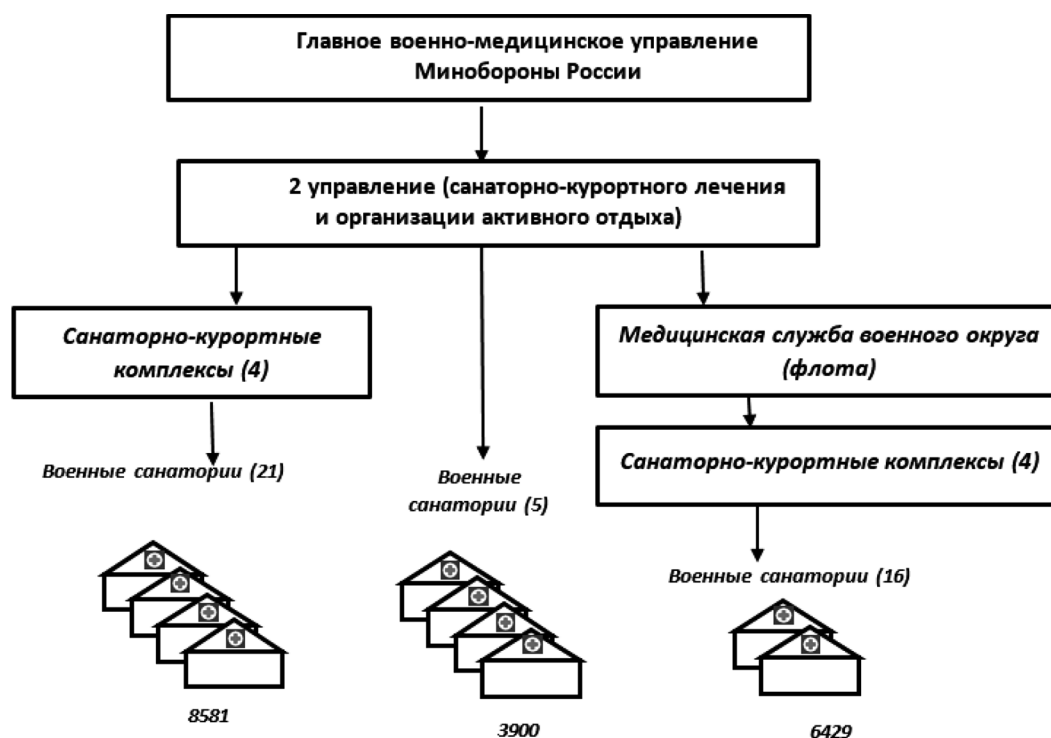 Главное военно-медицинское управление
Минобороны России
2 управление (санаторно-курортного лечения
и организации активного отдыха)
Санаторно-курортные
комплексы (4)
Военные санатории (21)
8581
Военные
санатории (5)
3900
Медицинская служба военного округа
(флота)
Санаторно-курортные комплексы (4)
Военные санатории (16)
6429